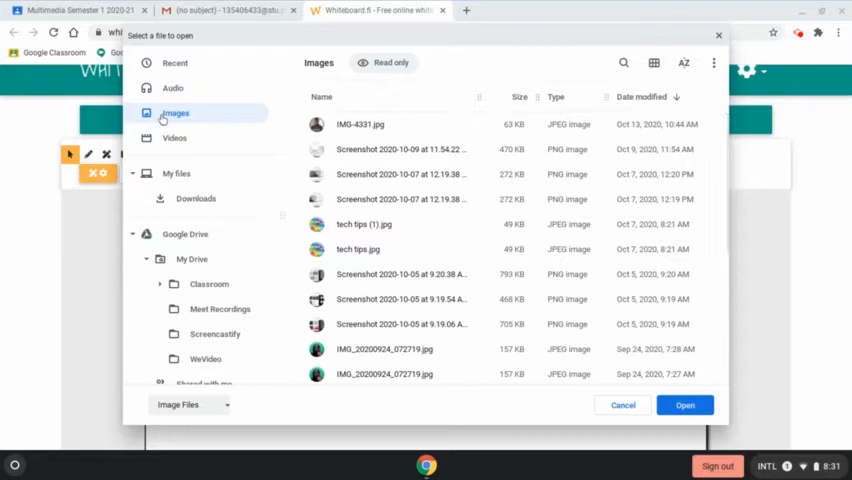 Multimedia Semester 1 2020-21
(no subject) - 135406433@stu.
Whiteboard.fi - Free online white
whi
Google Classroom
Goo
Select a file to open
Recent
Images
Read only
AZ
Audio
Name
Size
Type
Date modified
Images
IMG-4331.jpg
63 KB
JPEG image
Oct 13, 2020, 10:44 AM
Videos
Screenshot 2020-10-09 at 11.54.22 ...
470 KB
PNG image
Oct 9, 2020, 11:54 AM
My files
Screenshot 2020-10-07 at 12.19.38 ...
272 KB
PNG image
Oct 7, 2020, 12:20 PM
Downloads
Screenshot 2020-10-07 at 12.19.38 ...
272 KB
PNG image
Oct 7, 2020, 12:19 PM
tech tips (1).jpg
49 KB
JPEG image
Oct 7, 2020, 8:21 AM
Google Drive
tech tips.jpg
49 KB
JPEG image
Oct 7, 2020, 8:21 AM
My Drive
Screenshot 2020-10-05 at 9.20.38 A...
793 KB
PNG image
Oct 5, 2020, 9:20 AM
Classroom
Screenshot 2020-10-05 at 9.19.54 A...
468 KB
PNG image
Oct 5, 2020, 9:19 AM
Meet Recordings
Screenshot 2020-10-05 at 9.19.06 A...
705 KB
PNG image
Oct 5, 2020, 9:19 AM
Screencastify
IMG_20200924_072719.jpg
157 KB
JPEG image
Sep 24, 2020, 7:28 AM
WeVideo
IMG_20200924_072719.jpg
157 KB
JPEG image
Sep 24, 2020, 7:27 AM
Shared with me
Image Files
Cancel
Open
Sign out
INTL
1
8:31